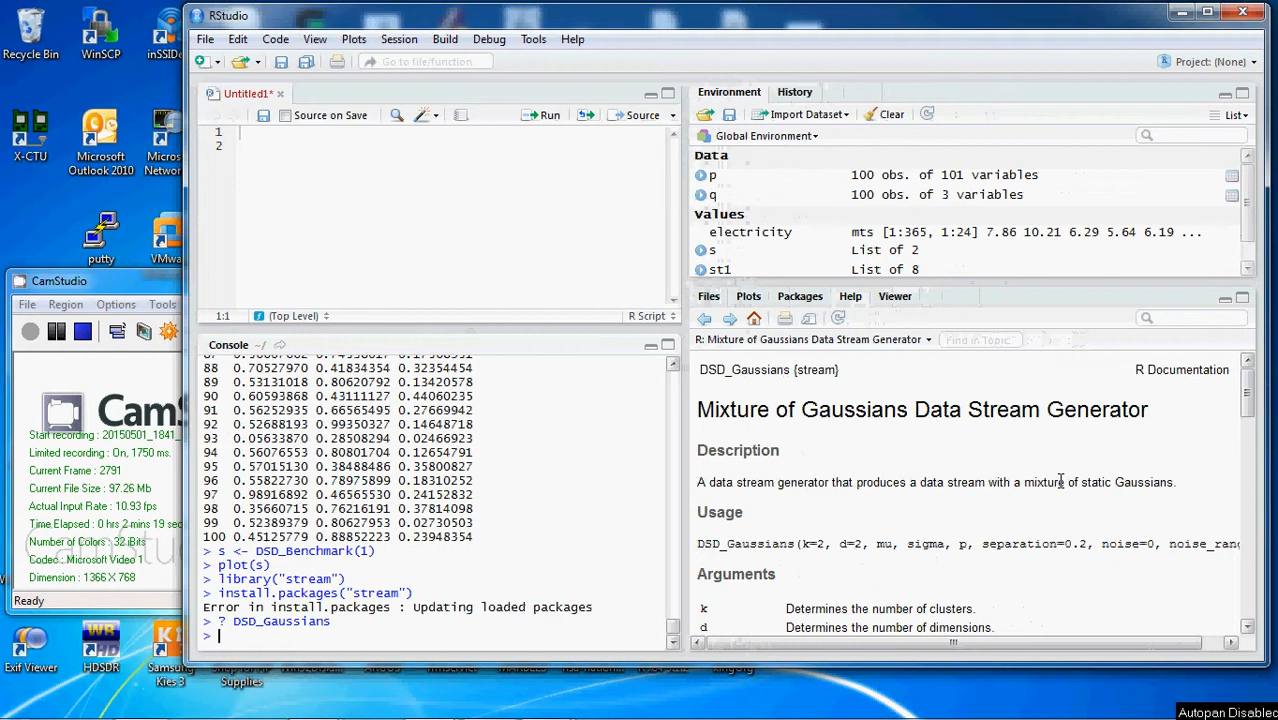 RStudio
Recycle Bin
WinSCP
inSSIDe
File Edit Code View Plots Session Build Debug Tools Help
Go to file/function
Project: (None)
Untitled1*
Environment History
Source on Save
Run
Source
Import Dataset
Clear
List
X-CTU
Microsoft Outlook 2010
Micros
Networ
1
2
Global Environment
Data
p 100 obs. of 101 variables
q 100 obs. of 3 variables
Values
electricity mts [1:365, 1:24] 7.86 10.21 6.29 5.64 6.19 ...
s List of 2
st1 List of 8
putty
VMwa
CamStudio
File Region Options Tools
1:1 (Top Level) R Script
Files Plots Packages Help Viewer
Console ~/
R: Mixture of Gaussians Data Stream Generator
Find in Topic
88 0.70527970 0.41834354 0.32354454
89 0.53131018 0.80620792 0.13420578
90 0.60593868 0.43111127 0.44060235
91 0.56252935 0.66565495 0.27669942
92 0.52688193 0.99350327 0.14648718
93 0.05633870 0.28508294 0.02466923
94 0.56076553 0.80801704 0.12654791
95 0.57015130 0.38488486 0.35800827
96 0.55822730 0.78975899 0.18310252
97 0.98916892 0.46565530 0.24152832
98 0.35660715 0.76216191 0.37814098
99 0.52389379 0.80627953 0.02730503
100 0.45125779 0.88852223 0.23948354
> s <- DSD_Benchmark(1)
> plot(s)
> library("stream")
> install.packages("stream")
Error in install.packages : Updating loaded packages
> ? DSD_Gaussians
>
DSD_Gaussians {stream} R Documentation
Mixture of Gaussians Data Stream Generator
Description
A data stream generator that produces a data stream with a mixture of static Gaussians.
Usage
DSD_Gaussians(k=2, d=2, mu, sigma, p, separation=0.2, noise=0, noise_rang
Arguments
k Determines the number of clusters.
d Determines the number of dimensions.
CamS
Start recording : 20150501_1841_
Limited recording : On, 1750 ms.
Current Frame : 2791
Current File Size : 97.26 Mb
Actual Input Rate : 10.93 fps
Time Elapsed : 0 hrs 2 mins 19 sec
Number of Colors : 32 Bits
Codec : Microsoft Video 1
Dimension : 1366 X 768
Ready
Exif Viewer
HDSDR
Samsung Kies 3
Supplies
Autopan Disabled